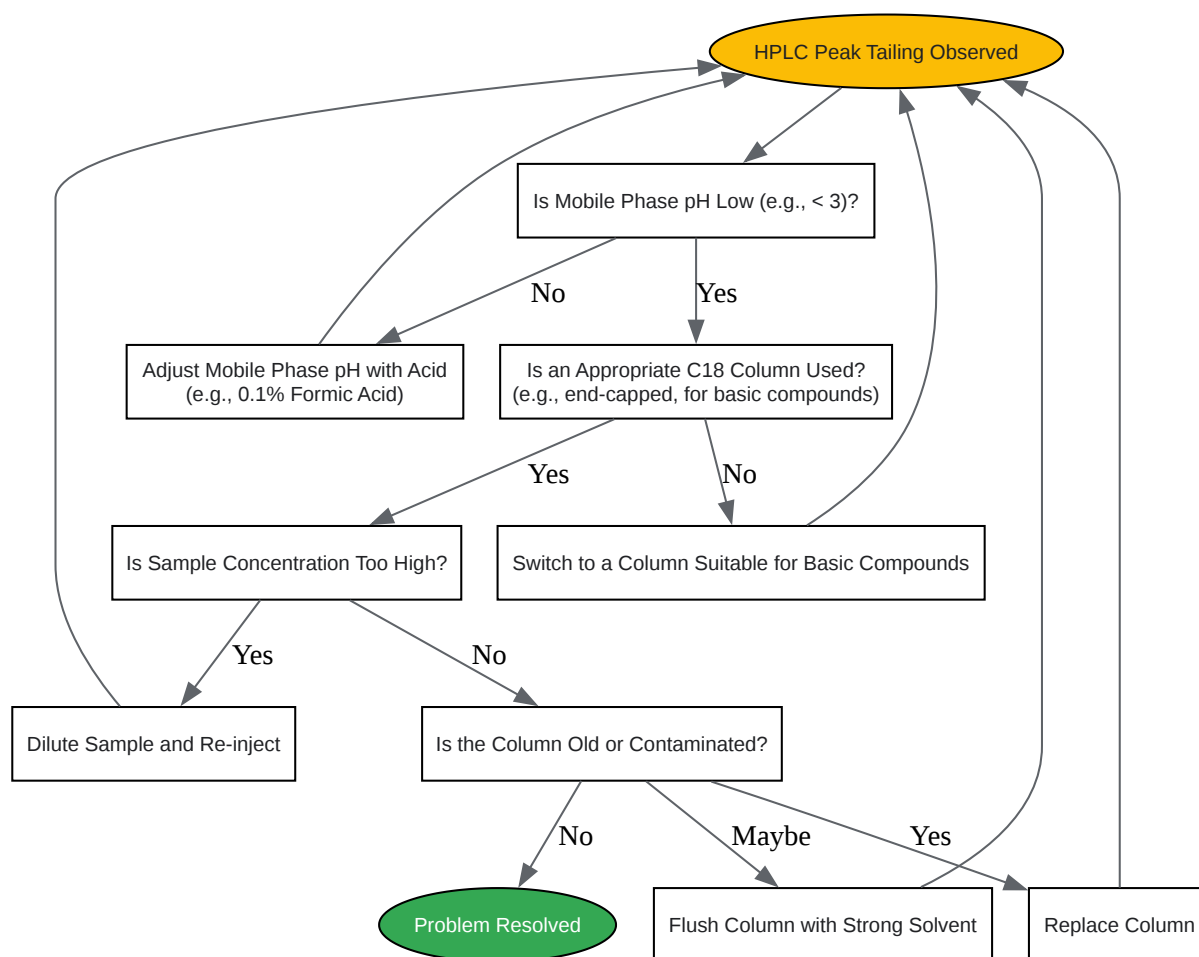 HPLC Peak Tailing Observed
Is Mobile Phase pH Low (e.g., < 3)?
No
Yes
Adjust Mobile Phase pH with Acid
(e.g., 0.1% Formic Acid)
Is an Appropriate C18 Column Used?
(e.g., end-capped, for basic compounds)
Yes
No
Is Sample Concentration Too High?
Switch to a Column Suitable for Basic Compounds
Yes
No
Dilute Sample and Re-inject
Is the Column Old or Contaminated?
No
Maybe
Yes
Problem Resolved
Flush Column with Strong Solvent
Replace Column